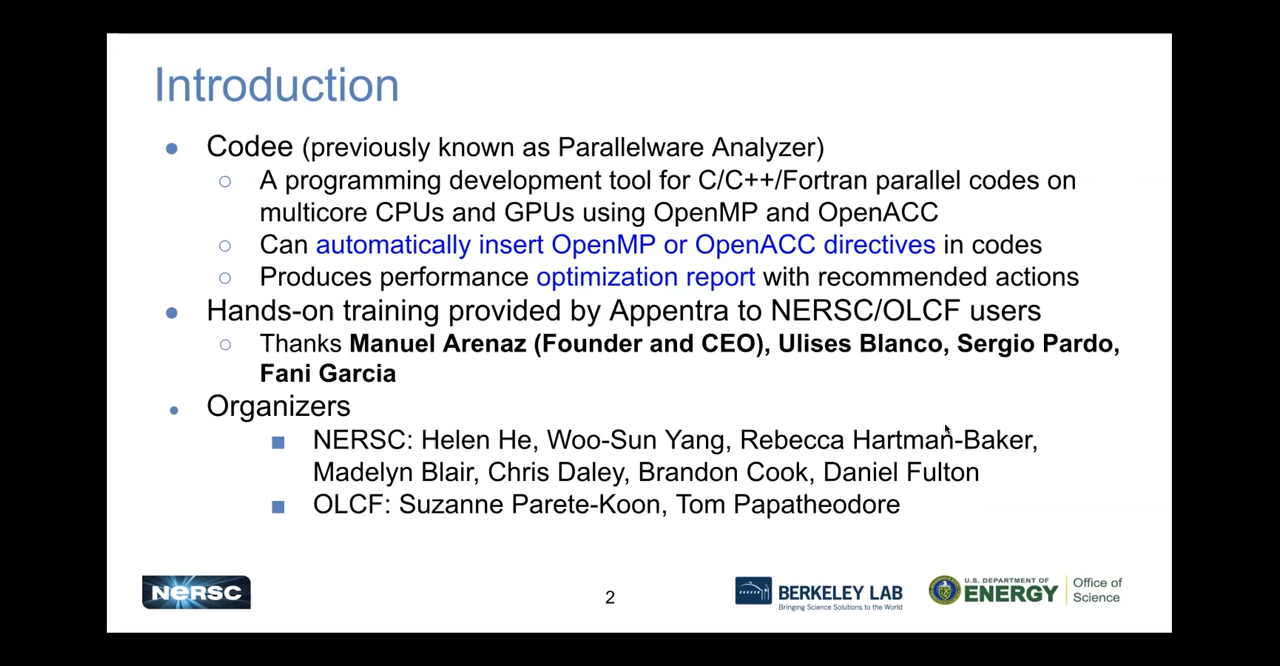 Introduction
● Codee (previously known as Parallelware Analyzer)
○ A programming development tool for C/C++/Fortran parallel codes on
multicore CPUs and GPUs using OpenMP and OpenACC
○ Can automatically insert OpenMP or OpenACC directives in codes
○ Produces performance optimization report with recommended actions
● Hands-on training provided by Appentra to NERSC/OLCF users
○ Thanks Manuel Arenaz (Founder and CEO), Ulises Blanco, Sergio Pardo,
Fani Garcia
● Organizers
■ NERSC: Helen He, Woo-Sun Yang, Rebecca Hartman-Baker,
Madelyn Blair, Chris Daley, Brandon Cook, Daniel Fulton
■ OLCF: Suzanne Parete-Koon, Tom Papatheodore
NERSC
2
BERKELEY LAB
Bringing Science Solutions to the World
U.S. DEPARTMENT OF
ENERGY
Office of
Science